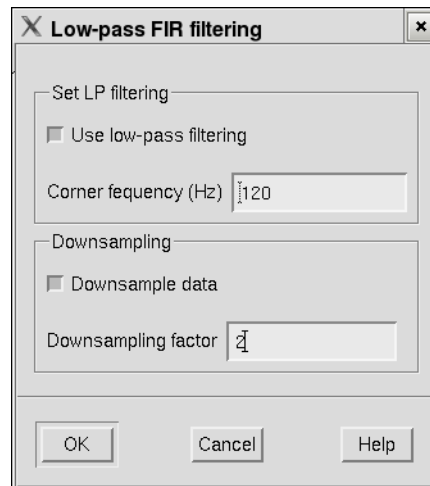 Low-pass FIR filtering
Set LP filtering
Use low-pass filtering
Corner fequency (Hz) 120
Downsampling
Downsample data
Downsampling factor 2
OK Cancel Help